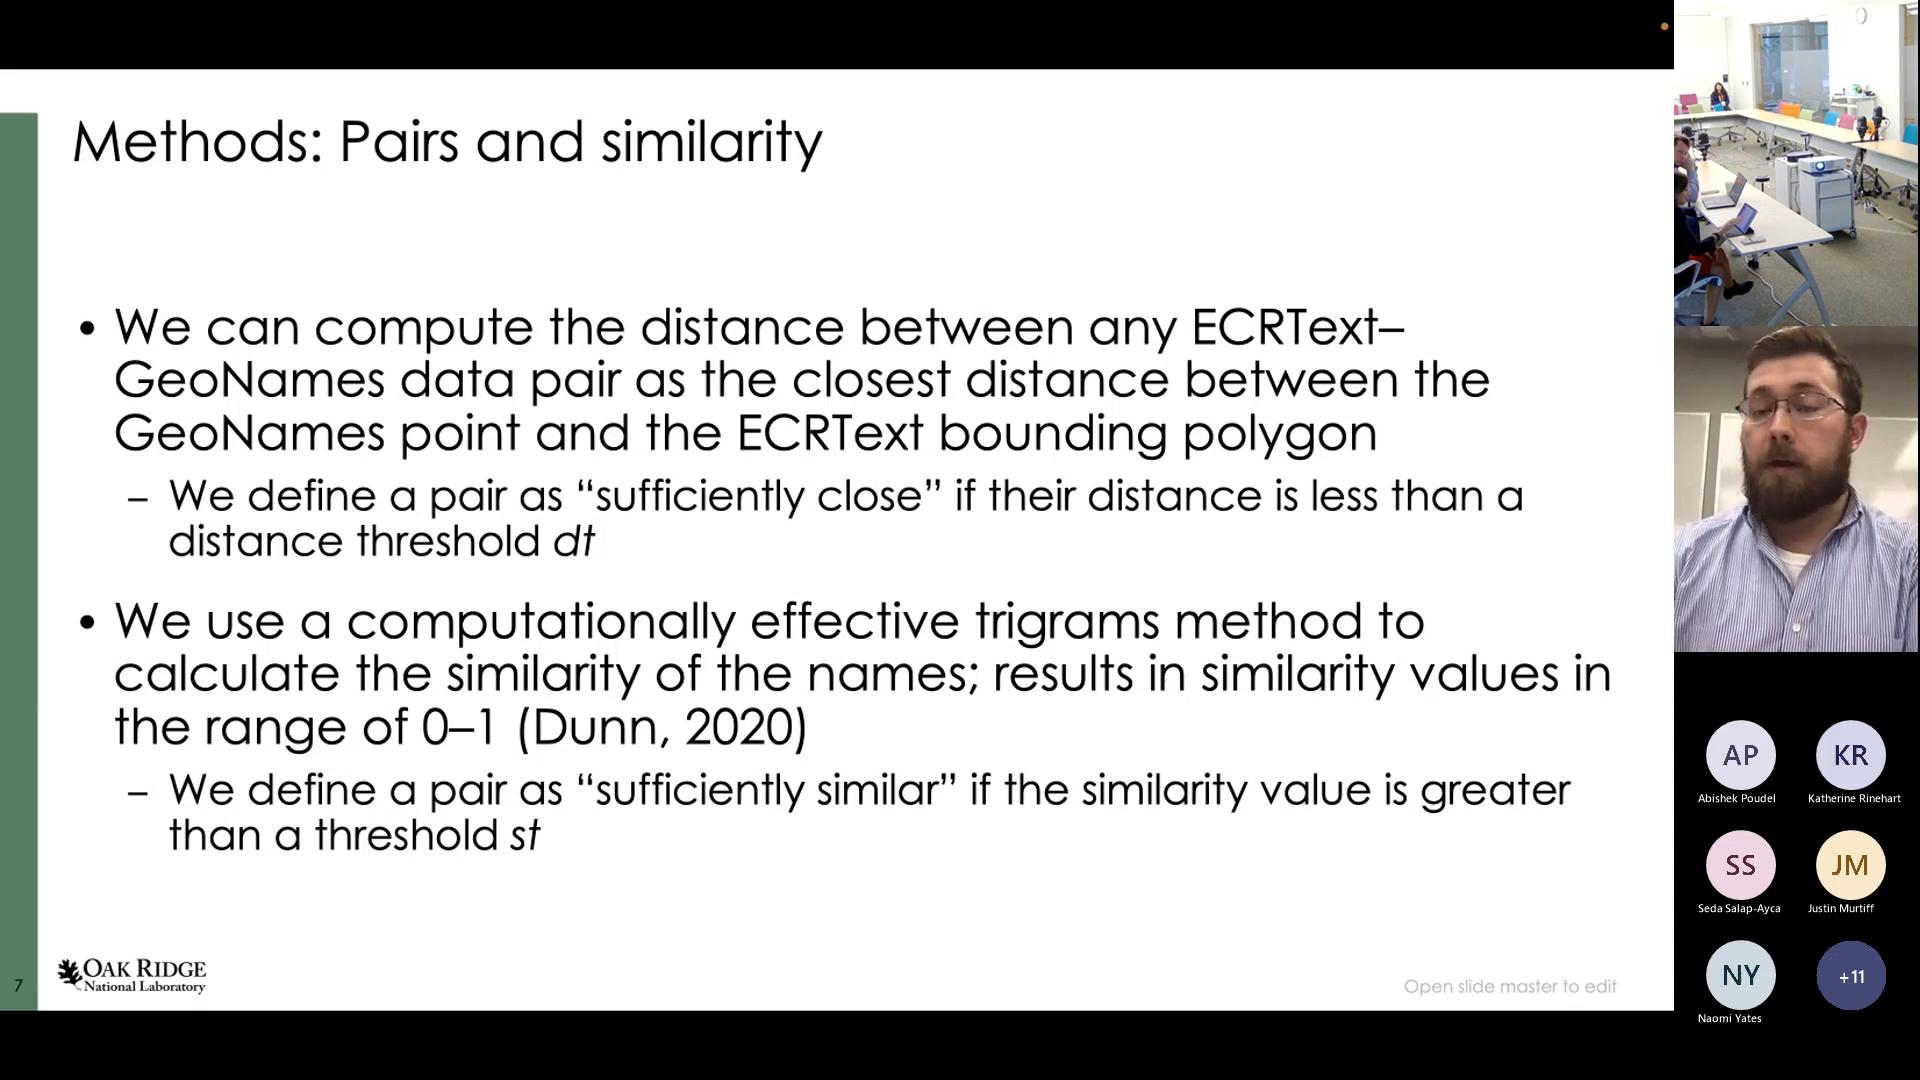 Methods: Pairs and similarity
• We can compute the distance between any ECRText–
GeoNames data pair as the closest distance between the
GeoNames point and the ECRText bounding polygon
– We define a pair as “sufficiently close” if their distance is less than a
distance threshold dt
• We use a computationally effective trigrams method to
calculate the similarity of the names; results in similarity values in
the range of 0–1 (Dunn, 2020)
– We define a pair as “sufficiently similar” if the similarity value is greater
than a threshold st
7
OAK RIDGE
National Laboratory
Open slide master to edit
AP
Abishek Poudel
KR
Katherine Rinehart
SS
Seda Salap-Ayca
JM
Justin Murtiff
NY
Naomi Yates
+11